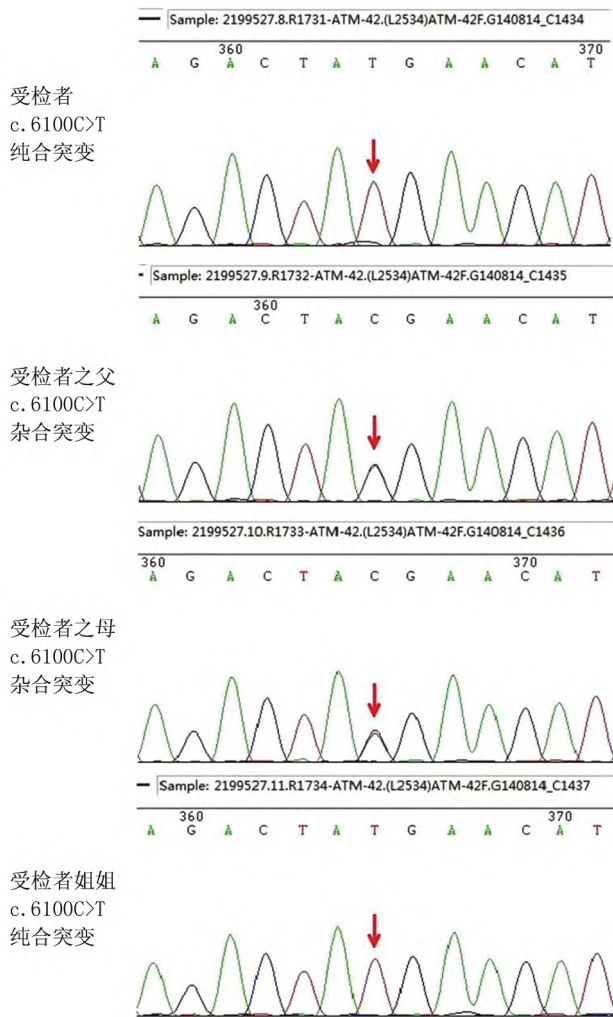 Sample: 2199527.8.R1731-ATM-42.(L2534)ATM-42F.G140814_C1434
360 370
A G A C T A T G A A C A T
受检者
c.6100C>T
纯合突变
Sample: 2199527.9.R1732-ATM-42.(L2534)ATM-42F.G140814_C1435
360
A G A C T A C G A A C A T
受检者之父
c.6100C>T
杂合突变
Sample: 2199527.10.R1733-ATM-42.(L2534)ATM-42F.G140814_C1436
360 370
A G A C T A C G A A C A T
受检者之母
c.6100C>T
杂合突变
Sample: 2199527.11.R1734-ATM-42.(L2534)ATM-42F.G140814_C1437
360 370
A G A C T A T G A A C A T
受检者姐姐
c.6100C>T
纯合突变